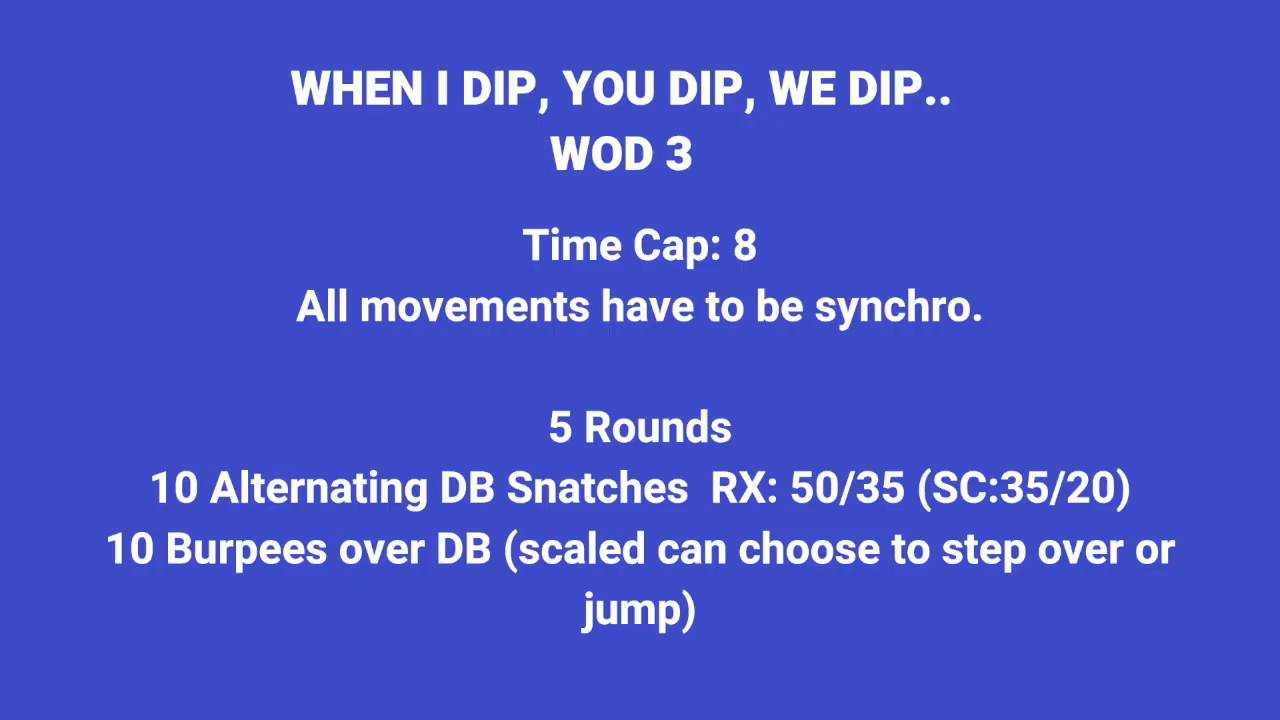 WHEN I DIP, YOU DIP, WE DIP..
WOD 3
Time Cap: 8
All movements have to be synchro.
5 Rounds
10 Alternating DB Snatches  RX: 50/35 (SC:35/20)
10 Burpees over DB (scaled can choose to step over or
jump)